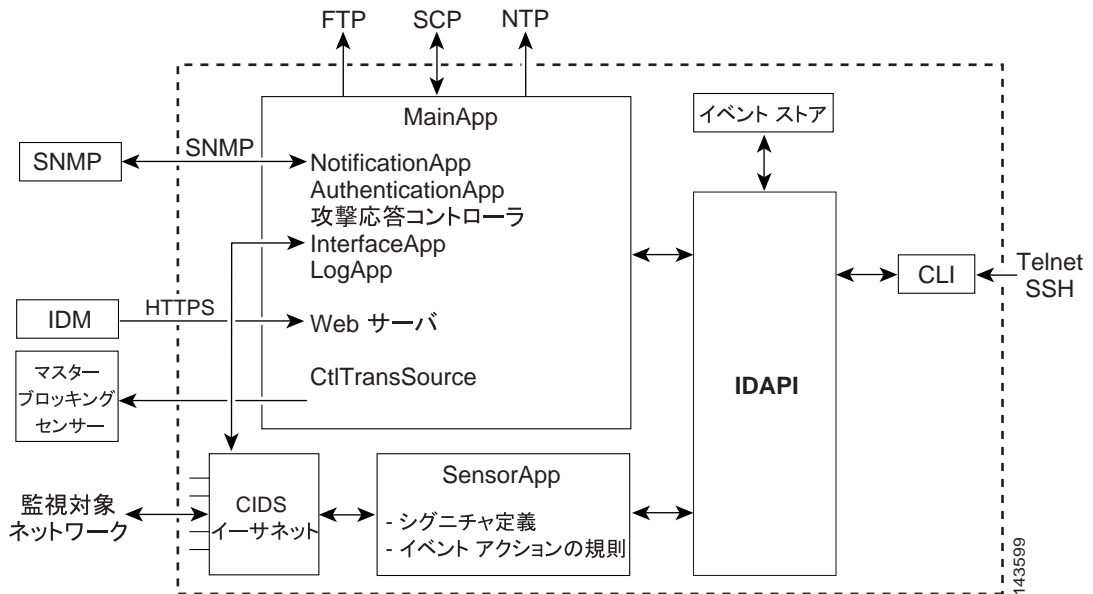 FTP
SCP
NTP
MainApp
イベント ストア
SNMP
SNMP
NotificationApp
AuthenticationApp
攻撃応答コントローラ
InterfaceApp
LogApp
CLI
Telnet
SSH
IDM
HTTPS
Web サーバ
マスター
ブロッキング
センサー
CtlTransSource
IDAPI
監視対象
ネットワーク
CIDS
イーサネット
SensorApp
- シグニチャ定義
- イベント アクションの規則
143599